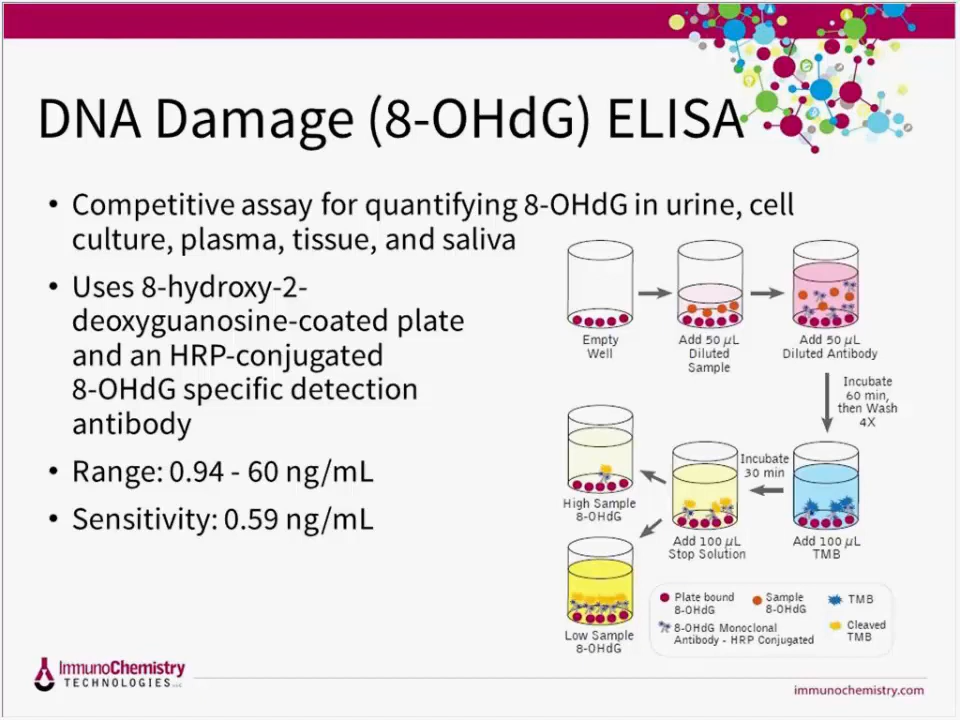 DNA Damage (8-OHdG) ELISA
• Competitive assay for quantifying 8-OHdG in urine, cell
culture, plasma, tissue, and saliva
• Uses 8-hydroxy-2-
deoxyguanosine-coated plate
and an HRP-conjugated
8-OHdG specific detection
antibody
• Range: 0.94 - 60 ng/mL
• Sensitivity: 0.59 ng/mL
Empty
Well
Add 50 µL
Diluted
Sample
Add 50 µL
Diluted Antibody
Incubate
60 min,
then Wash
4X
Add 100 µL
TMB
Incubate
30 min
Add 100 µL
Stop Solution
High Sample
8-OHdG
Low Sample
8-OHdG
Plate bound
8-OHdG
Sample
8-OHdG
TMB
8-OHdG Monoclonal
Antibody - HRP Conjugated
Cleaved
TMB
ImmunoChemistry
TECHNOLOGIES
immunochemistry.com